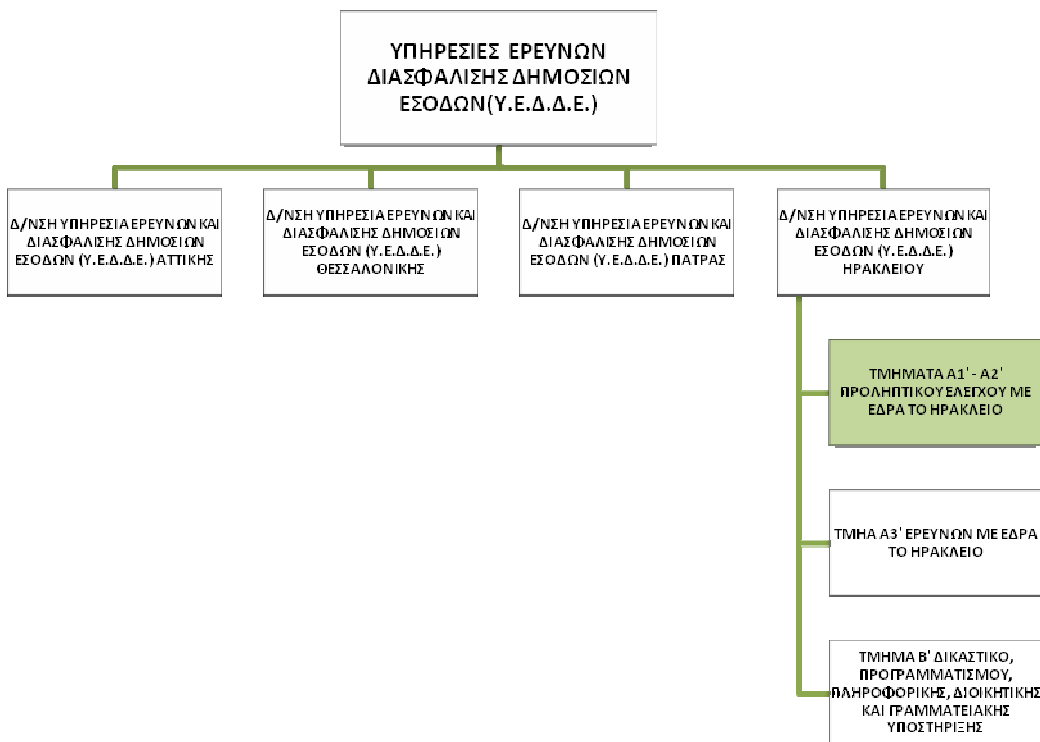 ΥΠΗΡΕΣΙΕΣ ΕΡΕΥΝΩΝ
ΔΙΑΣΦΑΛΙΣΗΣ ΔΗΜΟΣΙΩΝ
ΕΣΟΔΩΝ(Υ.Ε.Δ.Δ.Ε.)
Δ/ΝΣΗ ΥΠΗΡΕΣΙΑ ΕΡΕΥΝΩΝ ΚΑΙ
ΔΙΑΣΦΑΛΙΣΗΣ ΔΗΜΟΣΙΩΝ
ΕΣΟΔΩΝ (Υ.Ε.Δ.Δ.Ε.) ΑΤΤΙΚΗΣ
Δ/ΝΣΗ ΥΠΗΡΕΣΙΑ ΕΡΕΥΝΩΝ ΚΑΙ
ΔΙΑΣΦΑΛΙΣΗΣ ΔΗΜΟΣΙΩΝ
ΕΣΟΔΩΝ (Υ.Ε.Δ.Δ.Ε.)
ΘΕΣΣΑΛΟΝΙΚΗΣ
Δ/ΝΣΗ ΥΠΗΡΕΣΙΑ ΕΡΕΥΝΩΝ ΚΑΙ
ΔΙΑΣΦΑΛΙΣΗΣ ΔΗΜΟΣΙΩΝ
ΕΣΟΔΩΝ (Υ.Ε.Δ.Δ.Ε.) ΠΑΤΡΑΣ
Δ/ΝΣΗ ΥΠΗΡΕΣΙΑ ΕΡΕΥΝΩΝ ΚΑΙ
ΔΙΑΣΦΑΛΙΣΗΣ ΔΗΜΟΣΙΩΝ
ΕΣΟΔΩΝ (Υ.Ε.Δ.Δ.Ε.)
ΗΡΑΚΛΕΙΟΥ
ΤΜΗΜΑΤΑ Α1' - Α2'
ΠΡΟΛΗΠΤΙΚΟΥ ΕΛΕΓΧΟΥ ΜΕ
ΕΔΡΑ ΤΟ ΗΡΑΚΛΕΙΟ
ΤΜΗΑ Α3' ΕΡΕΥΝΩΝ ΜΕ ΕΔΡΑ
ΤΟ ΗΡΑΚΛΕΙΟ
ΤΜΗΜΑ Β' ΔΙΚΑΣΤΙΚΟ,
ΠΡΟΓΡΑΜΜΑΤΙΣΜΟΥ,
ΠΛΗΡΟΦΟΡΙΚΗΣ, ΔΙΟΙΚΗΤΙΚΗΣ
ΚΑΙ ΓΡΑΜΜΑΤΕΙΑΚΗΣ
ΥΠΟΣΤΗΡΙΞΗΣ